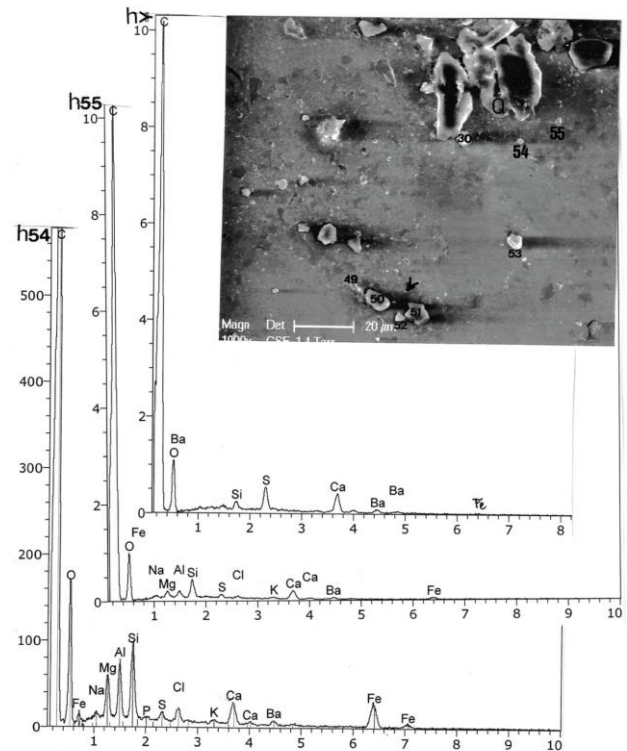 h>
C
10
8
6
4
2
0
Ba
O
Si
S
Ca
Ba
Ba
Fe
1 2 3 4 5 6 7 8
Q
30
54
55
53
49
50
51
52
Magn Det 20 µm
1000x GSE
h55
C
10
8
6
4
2
0
Fe
O
Na
Mg
Al
Si
S
Cl
K
Ca
Ca
Ba
Fe
1 2 3 4 5 6 7 8 9 10
h54
C
500
400
300
200
100
0
O
Fe
Na
Mg
Al
Si
P
S
Cl
K
Ca
Ca
Ba
Fe
Fe
1 2 3 4 5 6 7 8 9 10